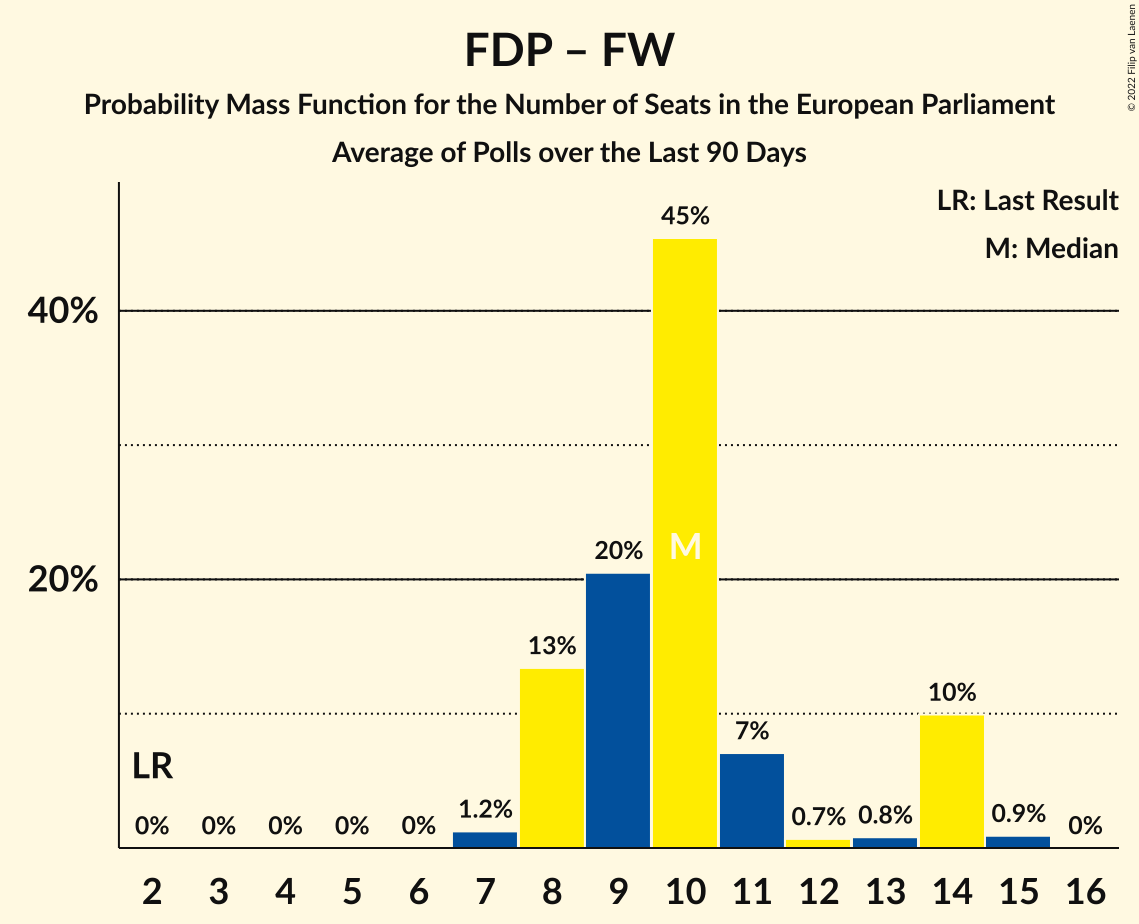 FDP – FW
Probability Mass Function for the Number of Seats in the European Parliament
Average of Polls over the Last 90 Days
© 2022 Filip van Laenen
LR: Last Result
M: Median
45%
40%
M
20%
20%
13%
10%
7%
LR
1.2%
0.7%
0.8%
0.9%
0%
0%
0%
0%
0%
0%
2 3 4 5 6 7 8 9 10 11 12 13 14 15 16